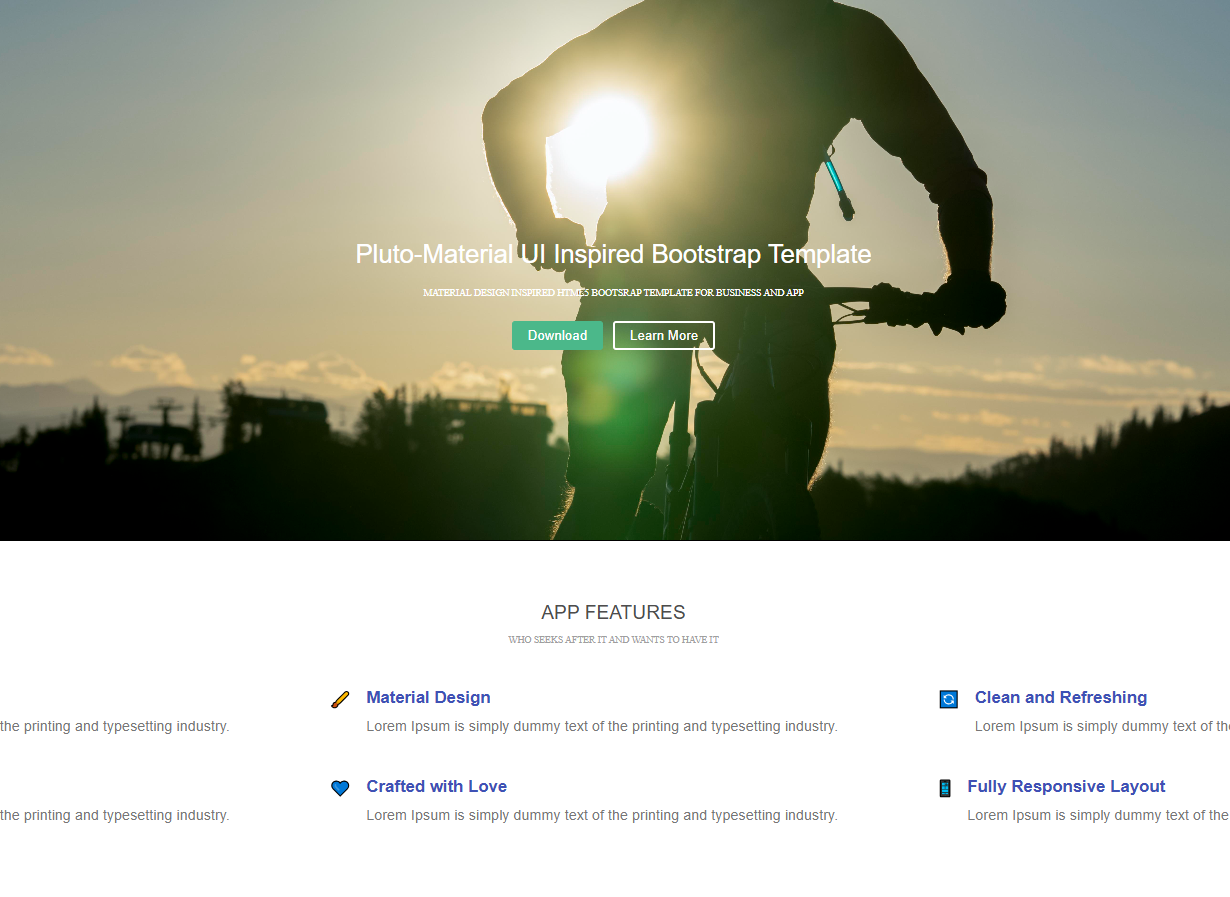 Pluto-Material UI Inspired Bootstrap Template
MATERIAL DESIGN INSPIRED HTML5 BOOTSRAP TEMPLATE FOR BUSINESS AND APP
Download
Learn More
APP FEATURES
WHO SEEKS AFTER IT AND WANTS TO HAVE IT
the printing and typesetting industry.
Material Design
Lorem Ipsum is simply dummy text of the printing and typesetting industry.
Clean and Refreshing
Lorem Ipsum is simply dummy text of the
the printing and typesetting industry.
Crafted with Love
Lorem Ipsum is simply dummy text of the printing and typesetting industry.
Fully Responsive Layout
Lorem Ipsum is simply dummy text of the